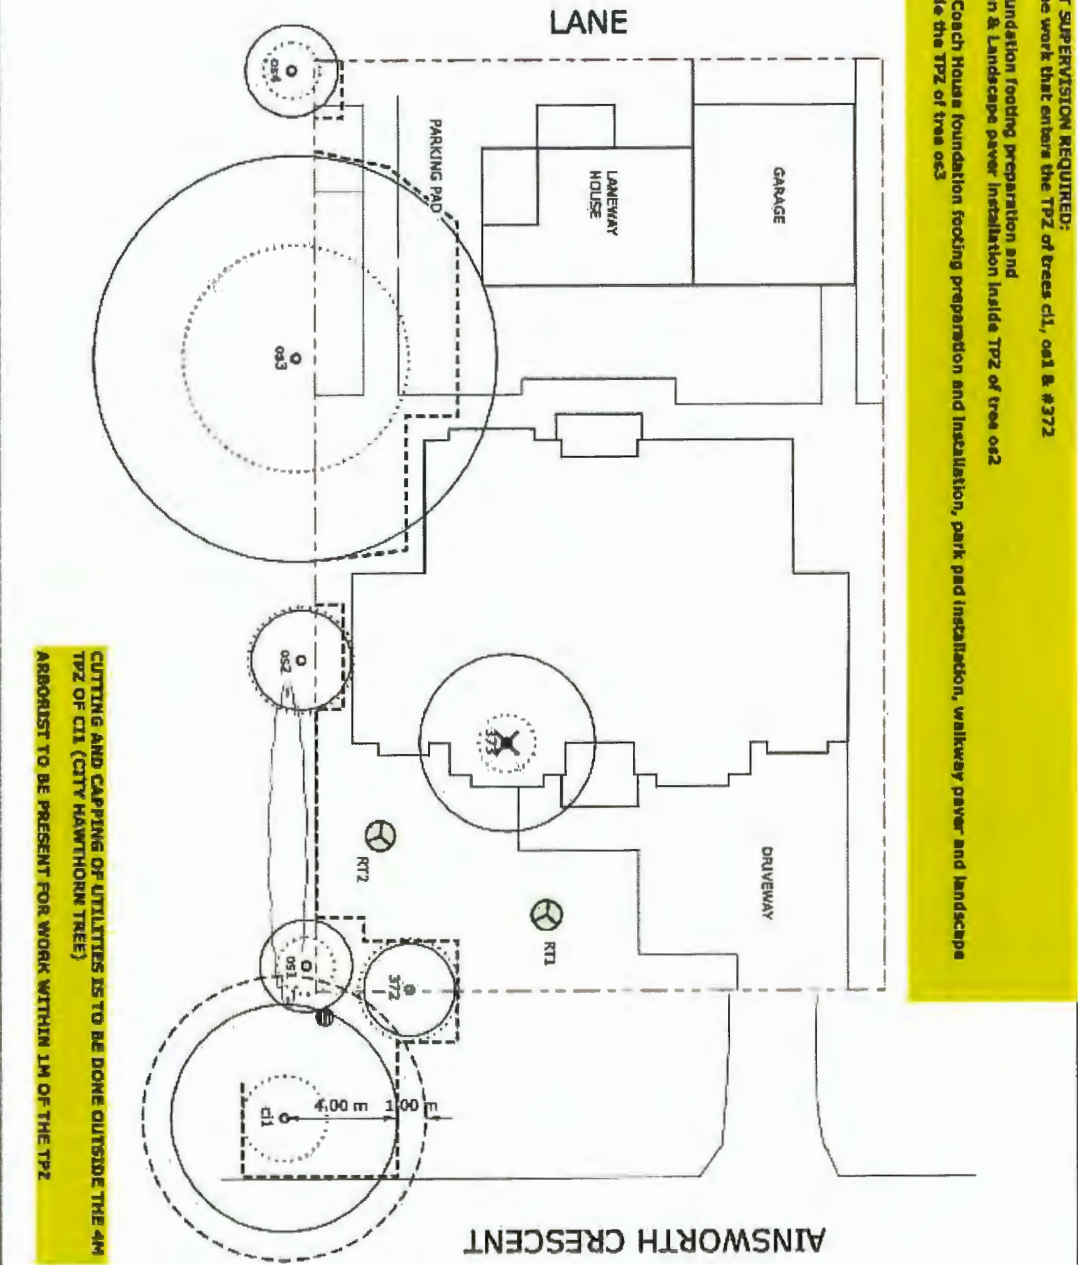 LANE
T SUPERVISION REQUIRED:
ne work that enters the TPZ of trees ci1, os1 & #372
undation footing preparation and
n & Landscape paver installation inside TPZ of tree os2
Coach House foundation footing preparation and installation, park pad installation, walkway paver and landscape
de the TPZ of tree os3
os4
PARKING PAD
LANEWAY
HOUSE
GARAGE
os3
os2
373
RT2
RT1
DRIVEWAY
os1
372
ci1
4.00 m
1.00 m
AINSWORTH CRESCENT
CUTTING AND CAPPING OF UTILITIES IS TO BE DONE OUTSIDE THE 4M
TPZ OF CI1 (CITY HAWTHORN TREE)
ARBORIST TO BE PRESENT FOR WORK WITHIN 1M OF THE TPZ